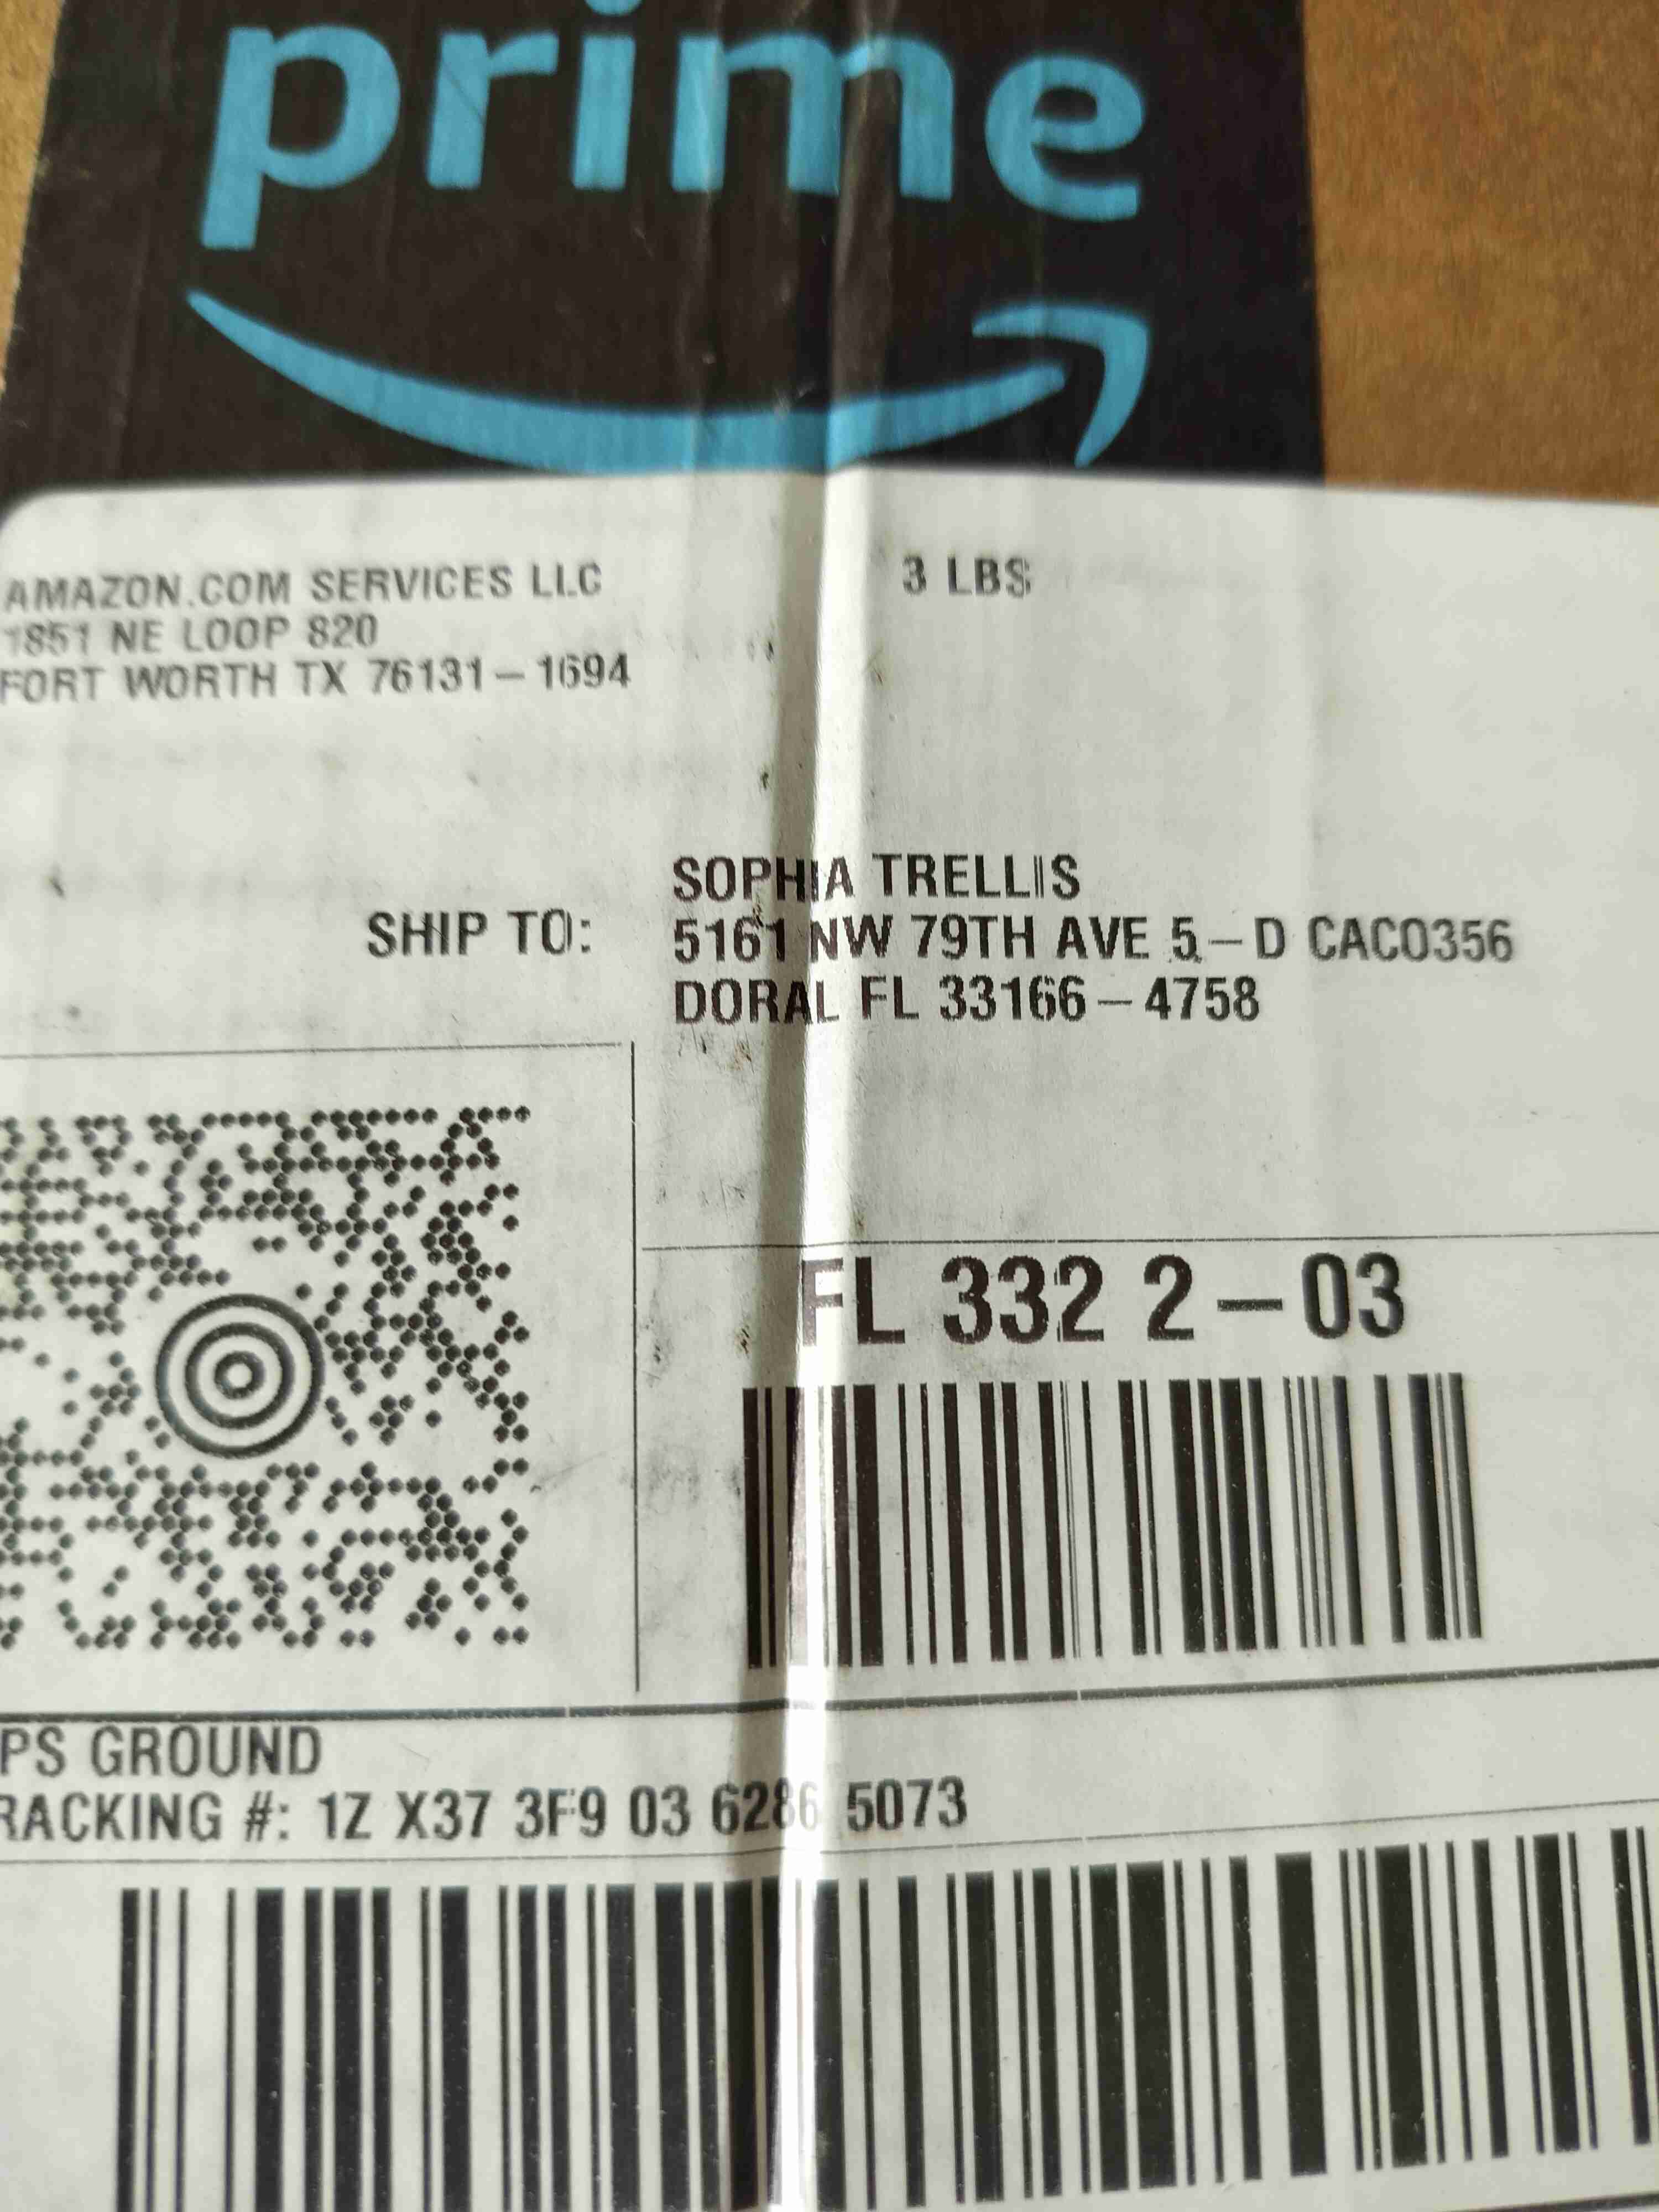 prime
AMAZON.COM SERVICES LLC
1851 NE LOOP 820
FORT WORTH TX 76131-1694
3 LBS
SHIP TO:
SOPHIA TRELLIS
5161 NW 79TH AVE 5-D CACO356
DORAL FL 33166-4758
FL 332 2-03
PS GROUND
RACKING #: 1Z X37 3F9 03 6286 5073